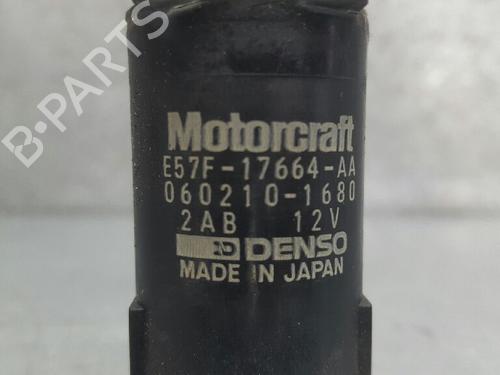 Motorcraft
E57F-17664-AA
060210-1680
2AB 12V
DENSO
MADE IN JAPAN
B-PARTS